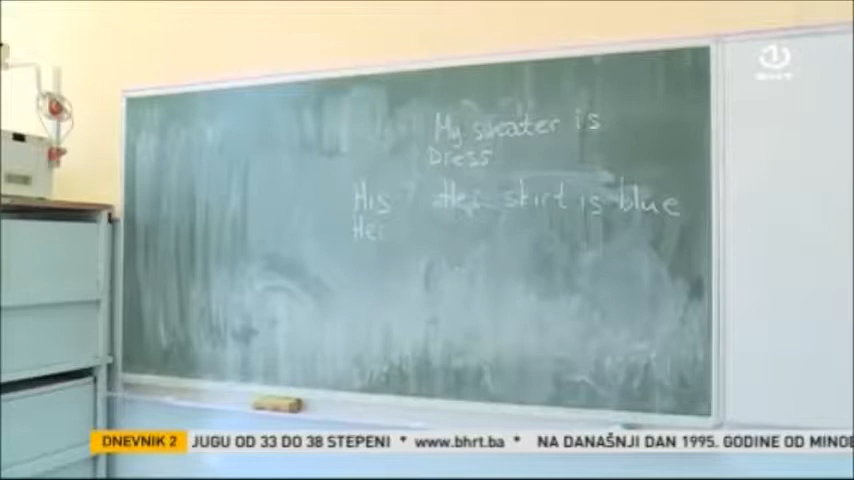 BHT
My sweater is
Dress
His Her skirt is blue
Her
DNEVNIK 2 JUGU OD 33 DO 38 STEPENI * www.bhrt.ba * NA DANAŠNJI DAN 1995. GODINE OD MINOB